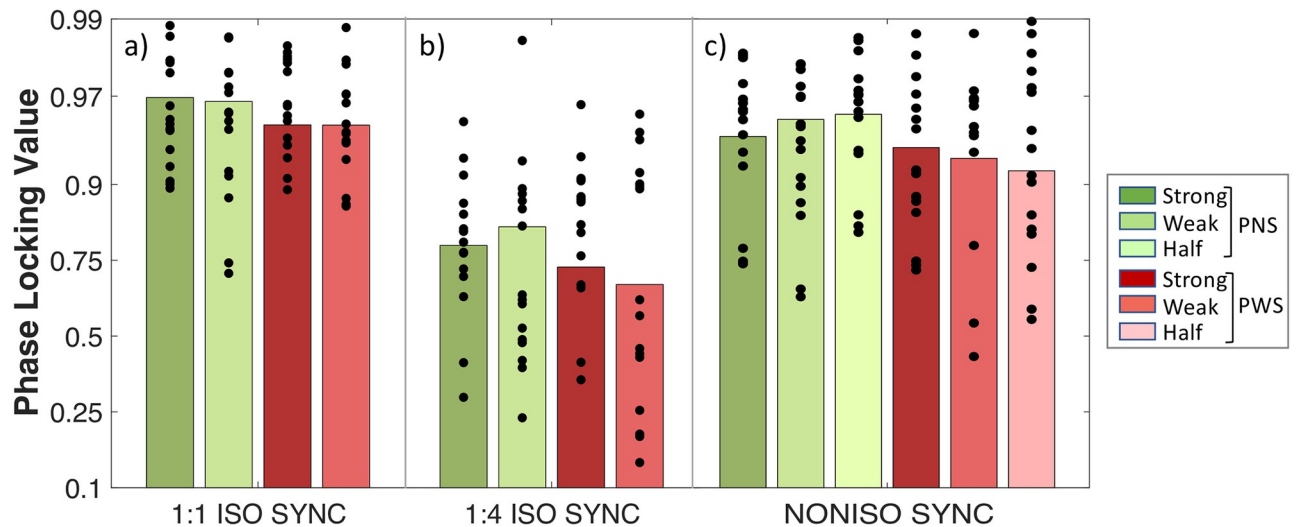 Phase Locking Value
0.99
0.97
0.9
0.75
0.5
0.25
0.1
a)
b)
c)
1:1 ISO SYNC
1:4 ISO SYNC
NONISO SYNC
Strong
Weak
Half
PNS
Strong
Weak
Half
PWS